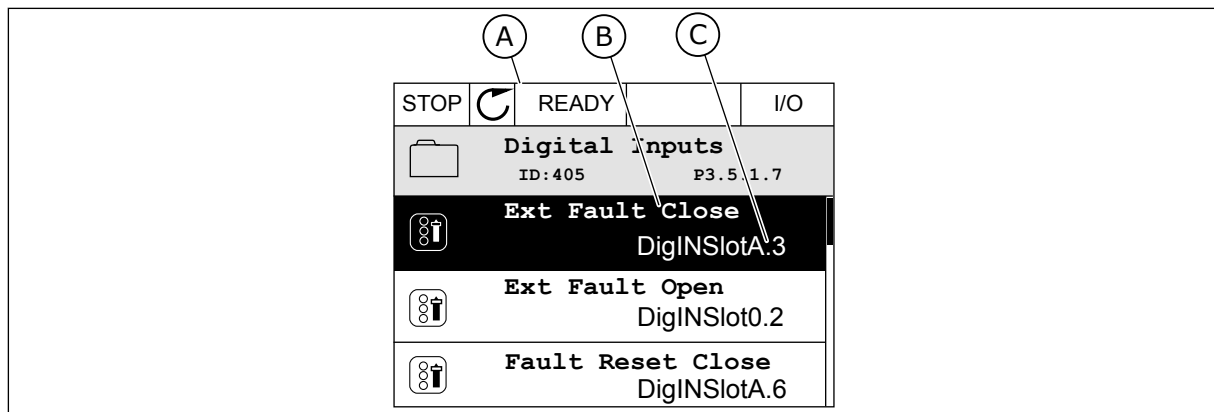 A B C
STOP READY I/O
Digital Inputs
ID:405 P3.5.1.7
Ext Fault Close
DigINSlotA.3
Ext Fault Open
DigINSlot0.2
Fault Reset Close
DigINSlotA.6